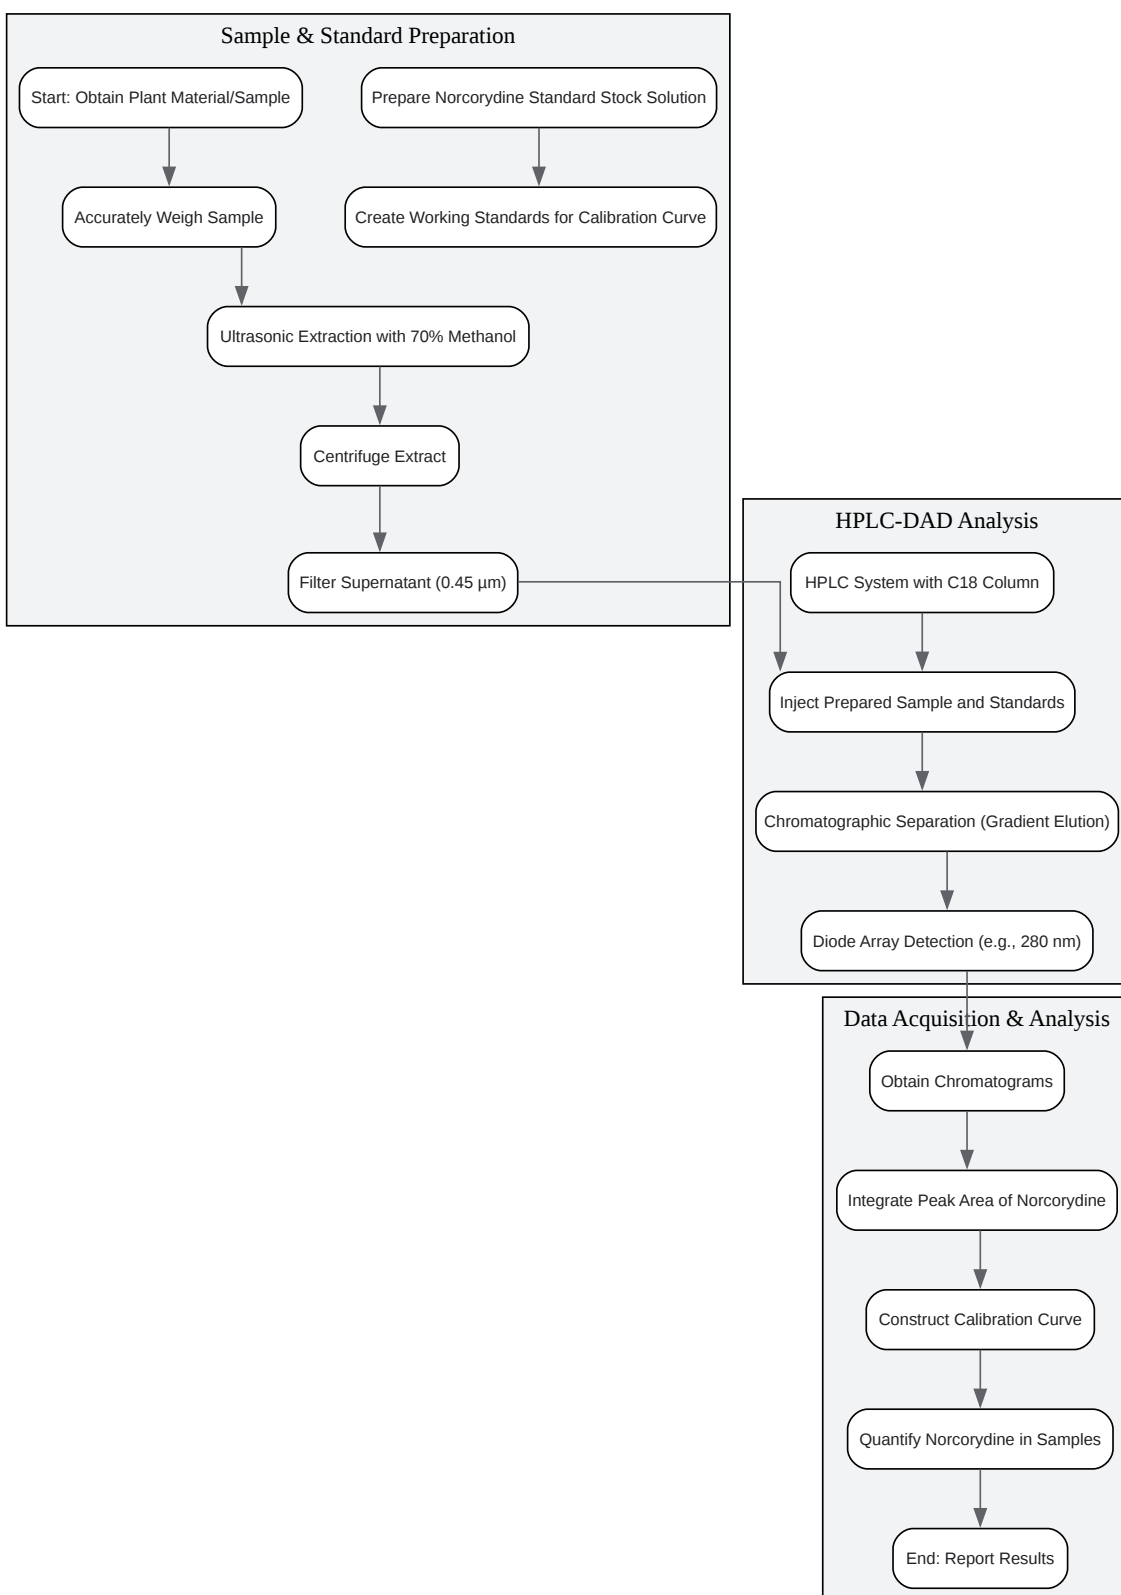 Sample & Standard Preparation
Start: Obtain Plant Material/Sample
Prepare Norcorydine Standard Stock Solution
Accurately Weigh Sample
Create Working Standards for Calibration Curve
Ultrasonic Extraction with 70% Methanol
Centrifuge Extract
Filter Supernatant (0.45 µm)
HPLC-DAD Analysis
HPLC System with C18 Column
Inject Prepared Sample and Standards
Chromatographic Separation (Gradient Elution)
Diode Array Detection (e.g., 280 nm)
Data Acquisition & Analysis
Obtain Chromatograms
Integrate Peak Area of Norcorydine
Construct Calibration Curve
Quantify Norcorydine in Samples
End: Report Results